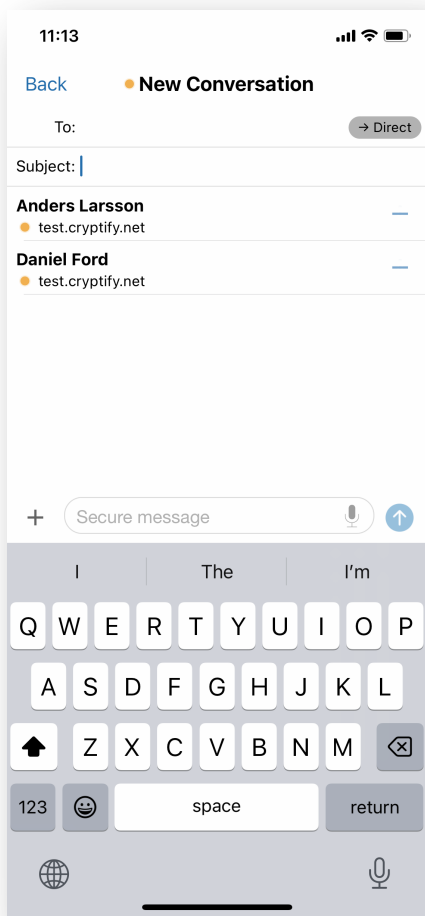 11:13
Back New Conversation
To: → Direct
Subject:
Anders Larsson
test.cryptify.net
Daniel Ford
test.cryptify.net
Secure message
I The I'm
Q W E R T Y U I O P
A S D F G H J K L
Z X C V B N M
123 space return